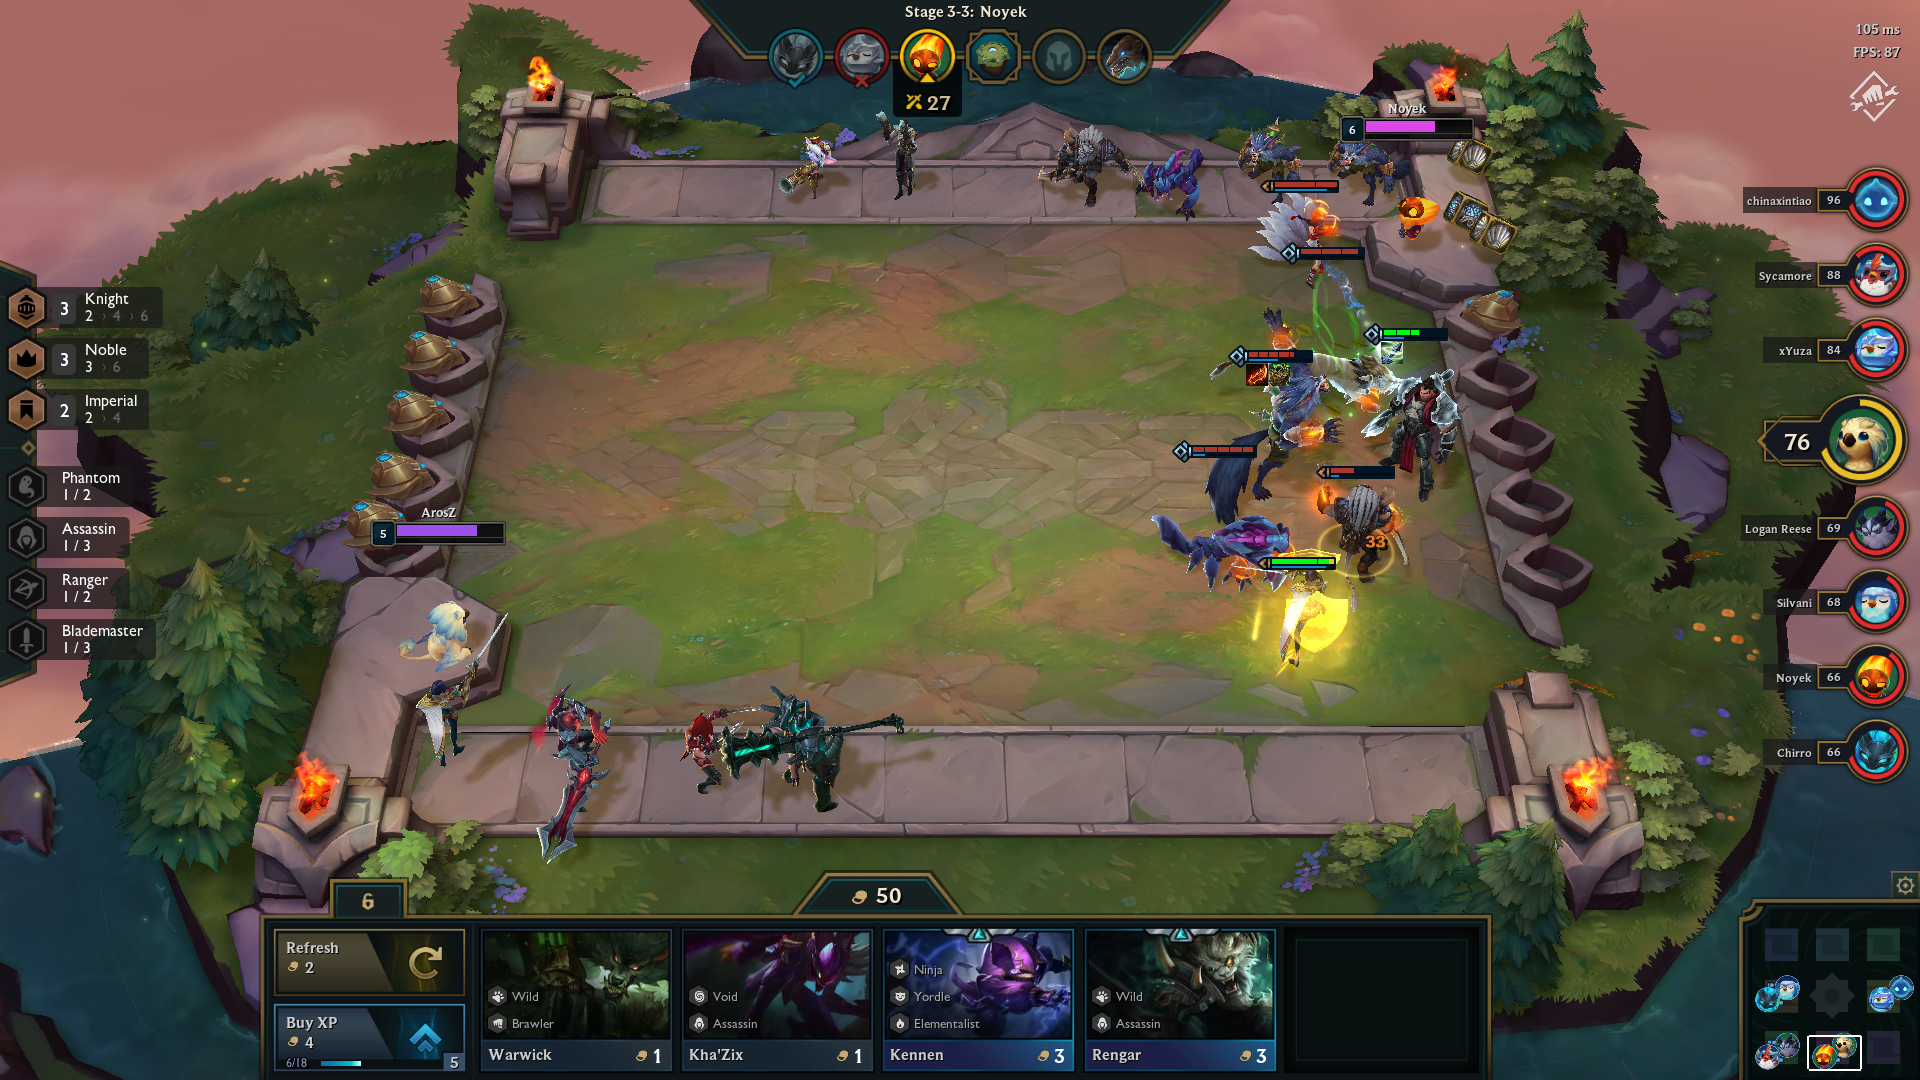 Stage 3-3: Noyek
27
105 ms
FPS: 87
Noyek
6
chinaxintiao 96
Sycamore 88
xYuza 84
76
Logan Reese 69
Silvani 68
Noyek 66
Chirro 66
3 Knight
2 › 4 › 6
3 Noble
3 › 6
2 Imperial
2 › 4
Phantom
1 / 2
Assassin
1 / 3
Ranger
1 / 2
Blademaster
1 / 3
ArosZ
5
33
6
50
Refresh
2
Buy XP
4
6/18
5
Wild
Brawler
Warwick 1
Void
Assassin
Kha'Zix 1
Ninja
Yordle
Elementalist
Kennen 3
Wild
Assassin
Rengar 3